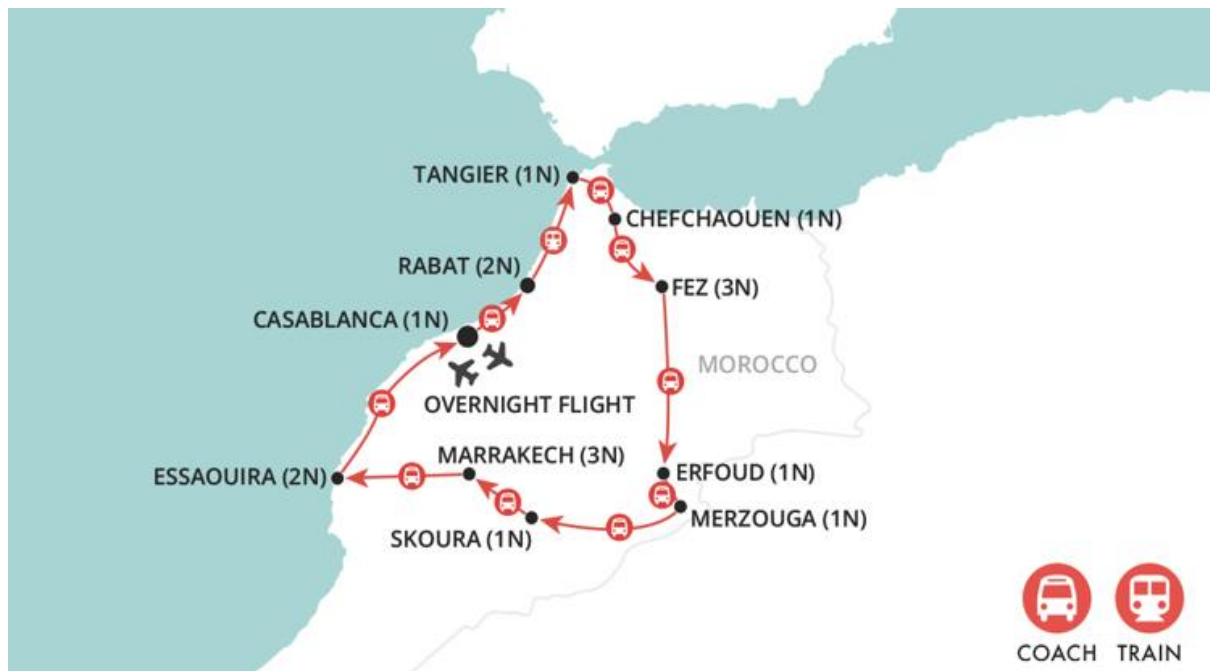 TANGIER (1N)
CHEFCHAOUEN (1N)
RABAT (2N)
FEZ (3N)
CASABLANCA (1N)
MOROCCO
OVERNIGHT FLIGHT
MARRAKECH (3N)
ESSAOUIRA (2N)
ERFOUD (1N)
MERZOUGA (1N)
SKOURA (1N)
COACH TRAIN